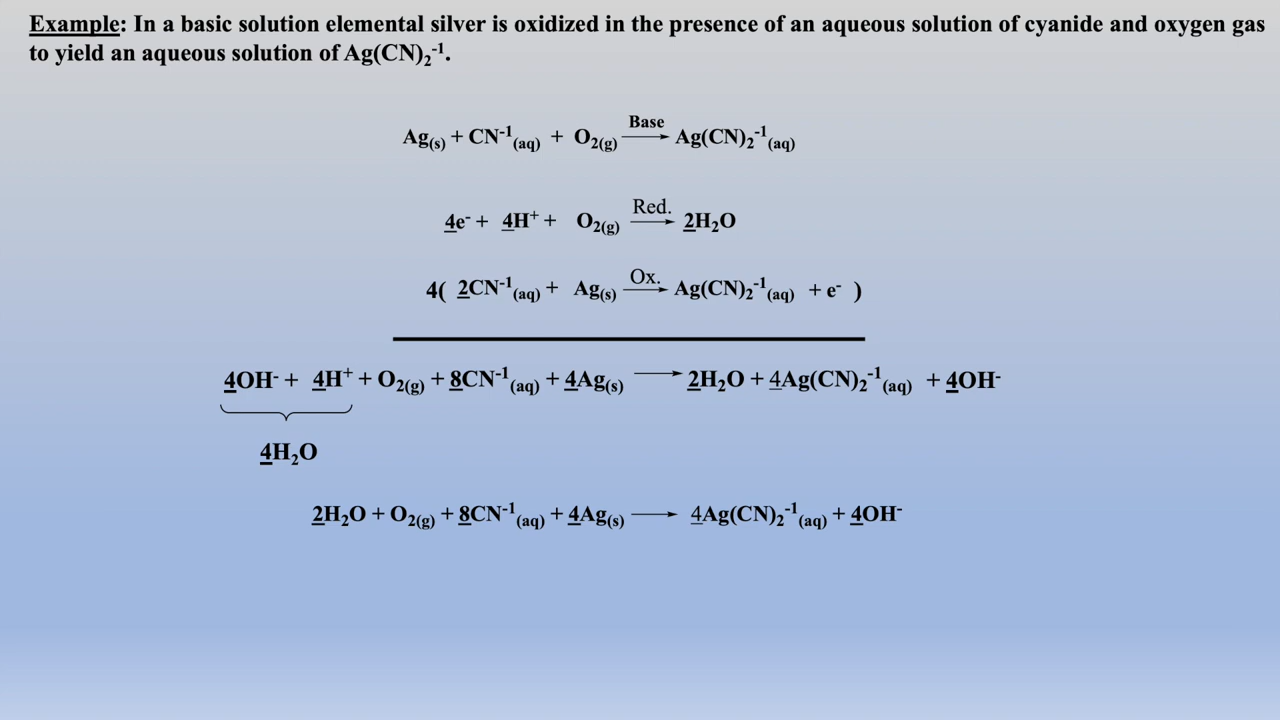 Example: In a basic solution elemental silver is oxidized in the presence of an aqueous solution of cyanide and oxygen gas
to yield an aqueous solution of Ag(CN)₂⁻¹.
Base
Ag(s) + CN⁻¹(aq) + O₂(g) → Ag(CN)₂⁻¹(aq)
Red.
4e⁻ + 4H⁺ + O₂(g) → 2H₂O
Ox.
4( 2CN⁻¹(aq) + Ag(s) → Ag(CN)₂⁻¹(aq) + e⁻ )
4OH⁻ + 4H⁺ + O₂(g) + 8CN⁻¹(aq) + 4Ag(s) → 2H₂O + 4Ag(CN)₂⁻¹(aq) + 4OH⁻
4H₂O
2H₂O + O₂(g) + 8CN⁻¹(aq) + 4Ag(s) → 4Ag(CN)₂⁻¹(aq) + 4OH⁻